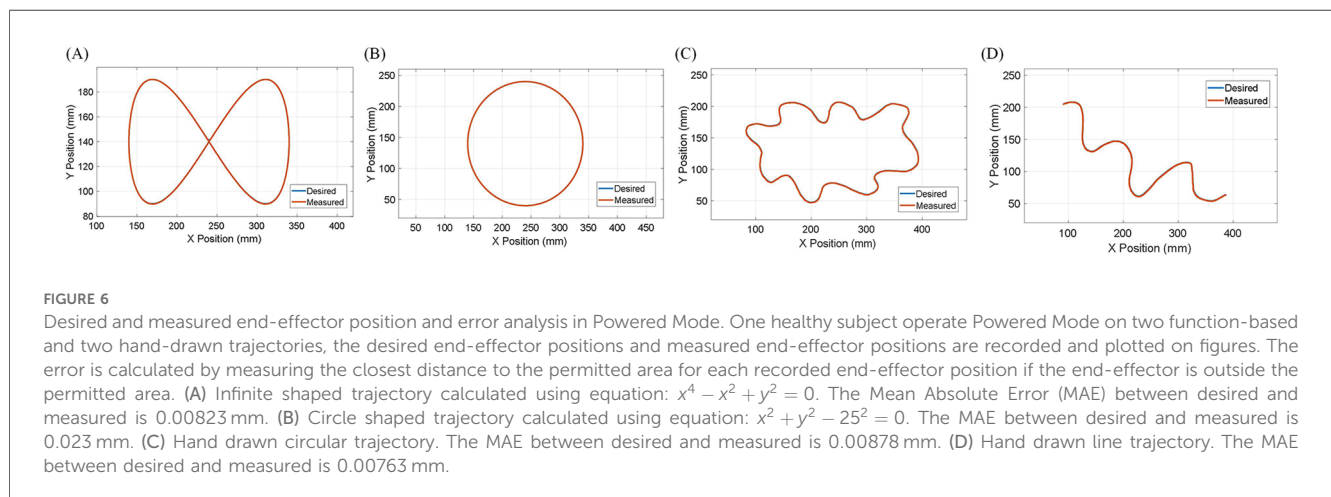 (A)
(B)
(C)
(D)
Y Position (mm)
180
160
140
120
100
80
100 150 200 250 300 350 400
X Position (mm)
Desired
Measured
Y Position (mm)
250
200
150
100
50
50 100 150 200 250 300 350 400 450
X Position (mm)
Desired
Measured
Y Position (mm)
250
200
150
100
50
100 200 300 400
X Position (mm)
Desired
Measured
Y Position (mm)
250
200
150
100
50
100 200 300 400
X Position (mm)
Desired
Measured
FIGURE 6
Desired and measured end-effector position and error analysis in Powered Mode. One healthy subject operate Powered Mode on two function-based
and two hand-drawn trajectories, the desired end-effector positions and measured end-effector positions are recorded and plotted on figures. The
error is calculated by measuring the closest distance to the permitted area for each recorded end-effector position if the end-effector is outside the
permitted area. (A) Infinite shaped trajectory calculated using equation: x⁴ − x² + y² = 0. The Mean Absolute Error (MAE) between desired and
measured is 0.00823 mm. (B) Circle shaped trajectory calculated using equation: x² + y² − 25² = 0. The MAE between desired and measured is
0.023 mm. (C) Hand drawn circular trajectory. The MAE between desired and measured is 0.00878 mm. (D) Hand drawn line trajectory. The MAE
between desired and measured is 0.00763 mm.